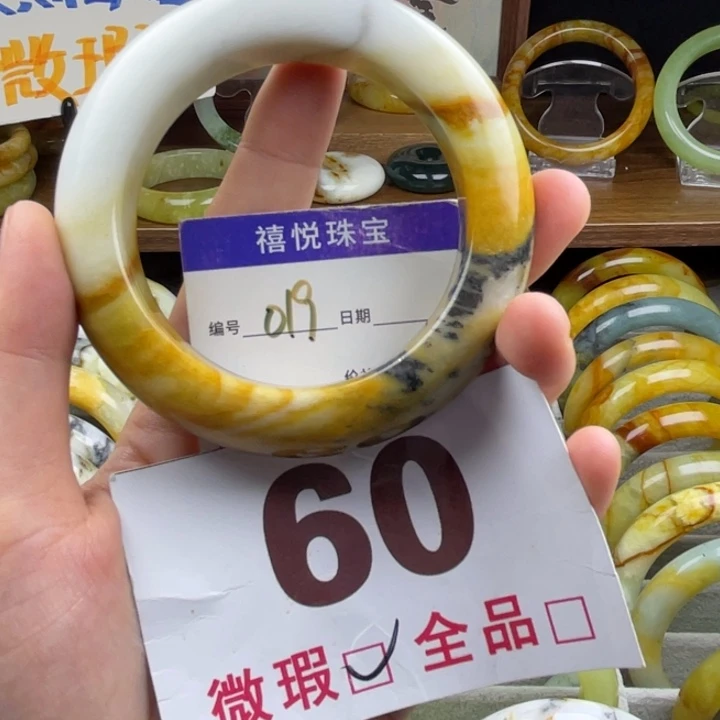 微瑕
禧悦珠宝
编号 019 日期
60
微瑕 全品